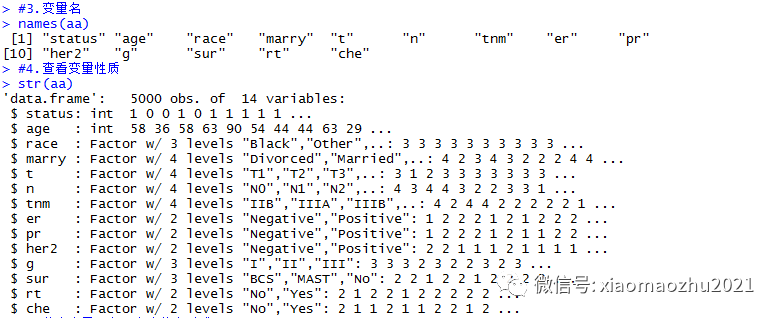 > #3.变量名
> names(aa)
 [1] "status" "age"    "race"   "marry"  "t"      "n"      "tnm"    "er"     "pr"
[10] "her2"   "g"      "sur"    "rt"     "che"
> #4.查看变量性质
> str(aa)
'data.frame':   5000 obs. of  14 variables:
 $ status: int  1 0 0 1 0 1 1 1 1 1 ...
 $ age   : int  58 36 58 63 90 54 44 44 63 29 ...
 $ race  : Factor w/ 3 levels "Black","Other",..: 3 3 3 3 3 3 3 3 3 3 ...
 $ marry : Factor w/ 4 levels "Divorced","Married",..: 4 2 3 4 3 2 2 2 4 4 ...
 $ t     : Factor w/ 4 levels "T1","T2","T3",..: 3 1 2 3 3 3 3 3 3 3 ...
 $ n     : Factor w/ 4 levels "N0","N1","N2",..: 4 3 4 4 3 2 2 3 3 1 ...
 $ tnm   : Factor w/ 4 levels "IIB","IIIA","IIIB",..: 4 2 4 4 2 2 2 2 2 1 ...
 $ er    : Factor w/ 2 levels "Negative","Positive": 1 2 2 2 1 2 1 2 2 2 ...
 $ pr    : Factor w/ 2 levels "Negative","Positive": 1 2 2 2 1 2 1 1 2 2 ...
 $ her2  : Factor w/ 2 levels "Negative","Positive": 2 2 1 1 1 2 1 1 1 1 ...
 $ g     : Factor w/ 3 levels "I","II","III": 3 3 3 2 3 2 2 3 2 3 ...
 $ sur   : Factor w/ 3 levels "BCS","MAST","No": 2 2 1 2 2 1 2
 $ rt    : Factor w/ 2 levels "No","Yes": 2 1 2 2 1 2 2 2 2 2 ...
 $ che   : Factor w/ 2 levels "No","Yes": 2 1 1 2 1 1 2 2 1 2 ...
微信号: xiaomaozhu2021